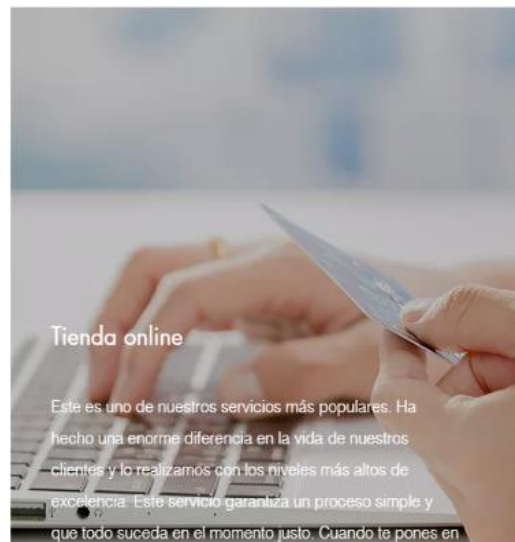 Tienda online
Este es uno de nuestros servicios más populares. Ha
hecho una enorme diferencia en la vida de nuestros
clientes y lo realizamos con los niveles más altos de
excelencia. Este servicio garantiza un proceso simple y
que todo suceda en el momento justo. Cuando te pones en